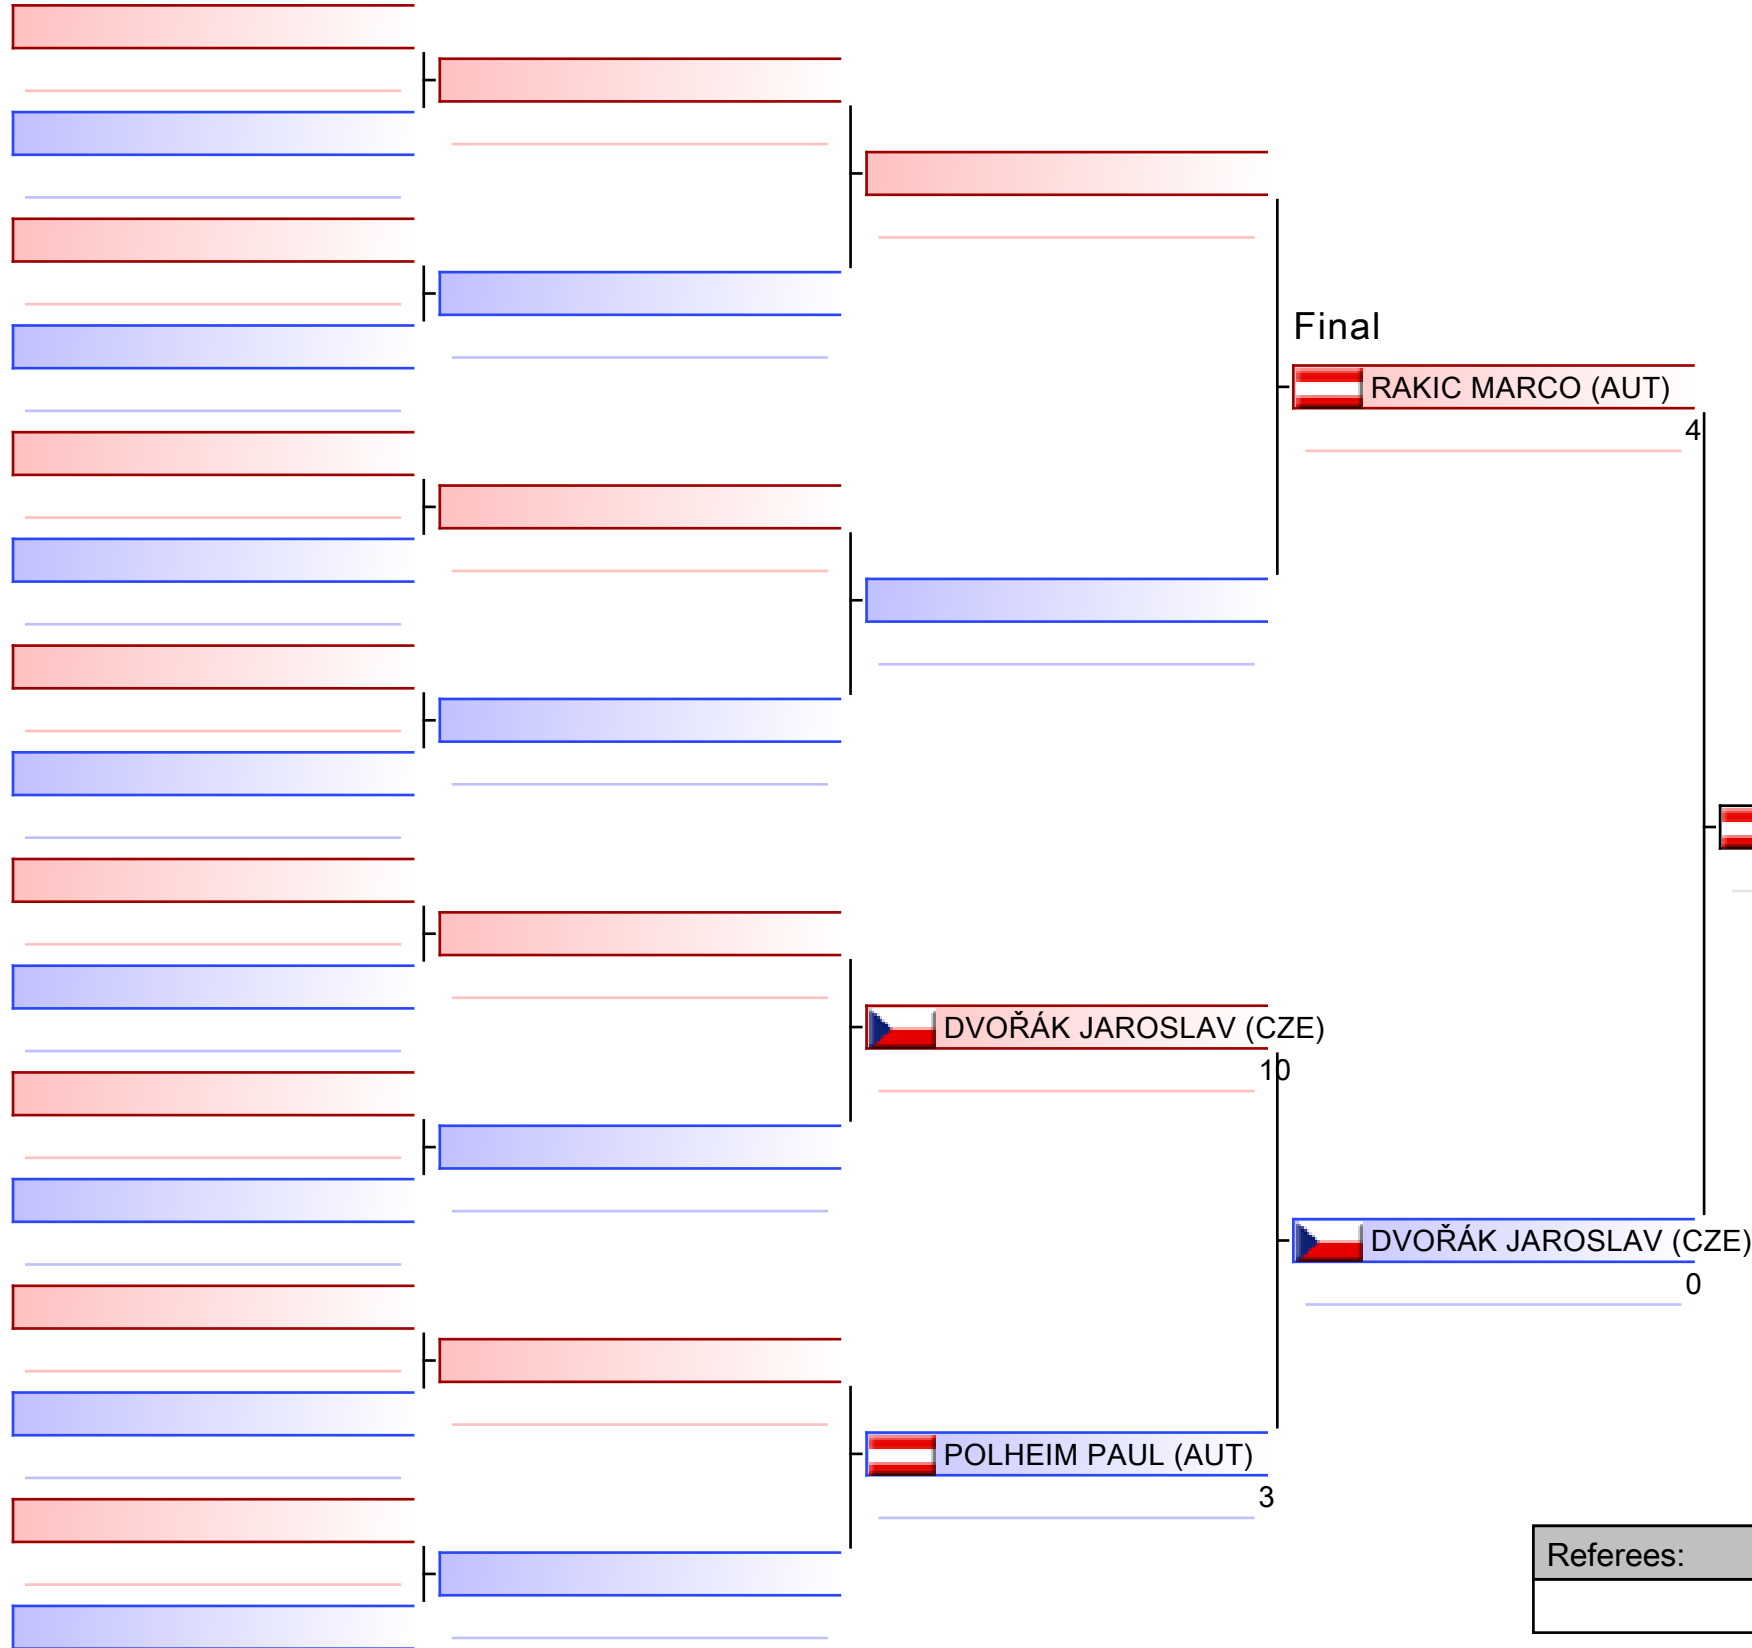 Final
RAKIC MARCO (AUT)
4
DVOŘÁK JAROSLAV (CZE)
10
DVOŘÁK JAROSLAV (CZE)
0
POLHEIM PAUL (AUT)
3
Referees: